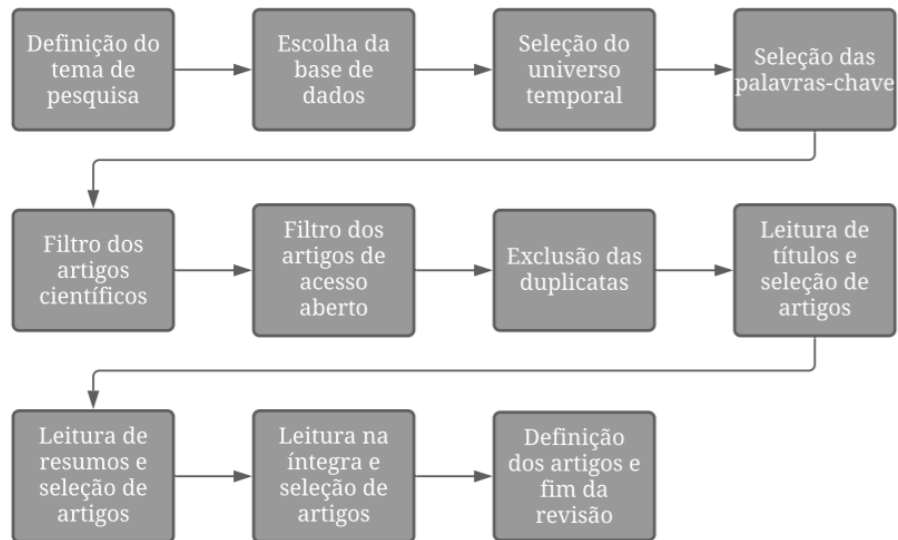 Definição do
tema de
pesquisa
Escolha da
base de
dados
Seleção do
universo
temporal
Seleção das
palavras-chave
Filtro dos
artigos
científicos
Filtro dos
artigos de
acesso
aberto
Exclusão das
duplicatas
Leitura de
títulos e
seleção de
artigos
Leitura de
resumos e
seleção de
artigos
Leitura na
íntegra e
seleção de
artigos
Definição
dos artigos e
fim da
revisão